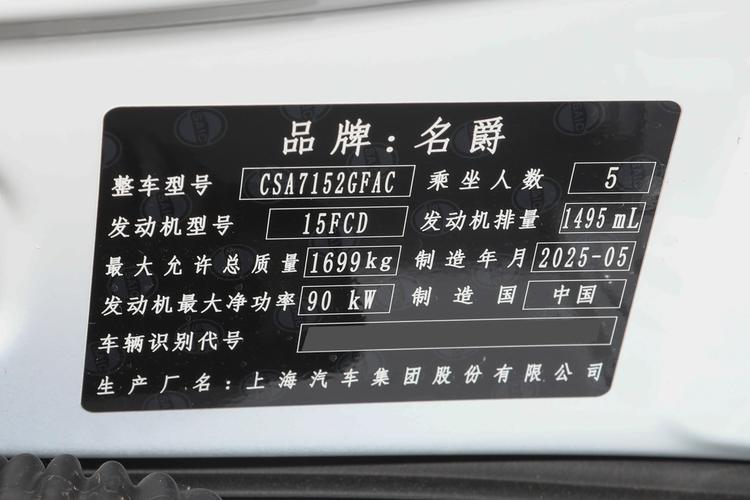 品牌：名爵
整车型号 CSA7152GFAC 乘坐人数 5
发动机型号 15FCD 发动机排量 1495 mL
最大允许总质量 1699kg 制造年月 2025-05
发动机最大净功率 90 kW 制造国 中国
车辆识别代号
生产厂名：上海汽车集团股份有限公司